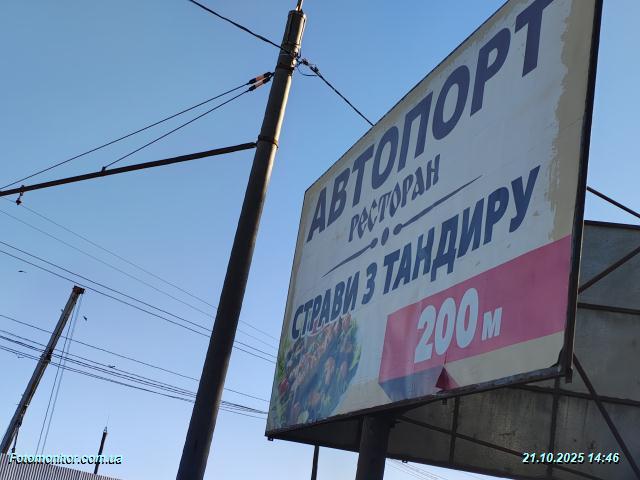 АВТОПОРТ
РЕСТОРАН
СТРАВИ З ТАНДИРУ
200 м
Fotomonitor.com.ua
21.10.2025 14:46